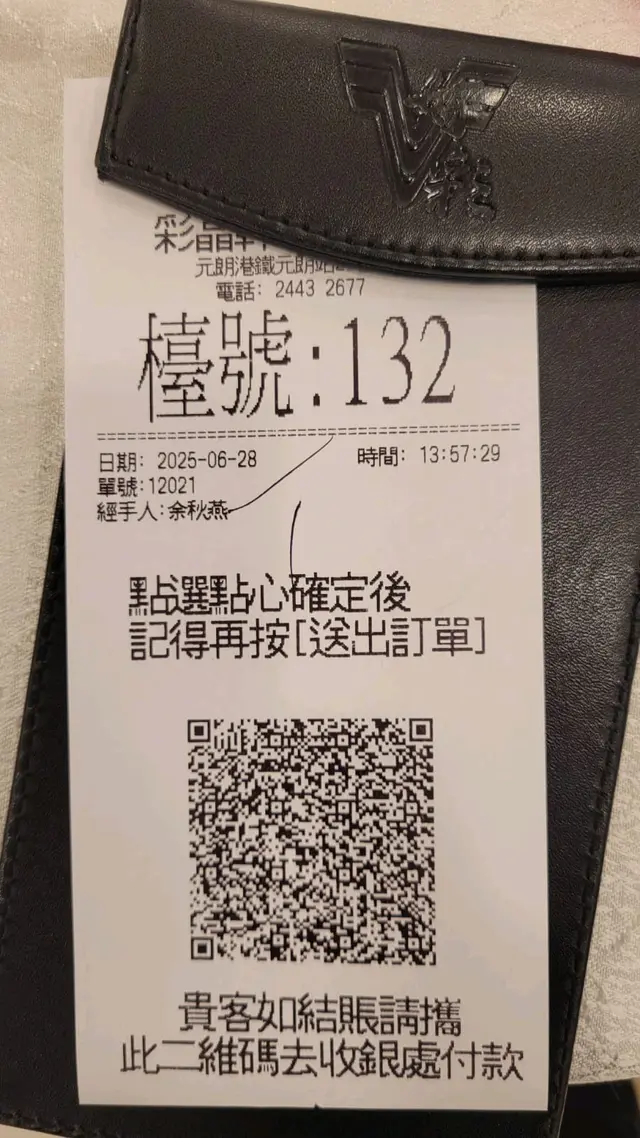 彩晶軒
元朗港鐵元朗站
電話: 2443 2677
檯號:132
日期: 2025-06-28 時間: 13:57:29
單號:12021
經手人:余秋燕
點選點心確定後
記得再按[送出訂單]
貴客如結賬請攜
此二維碼去收銀處付款